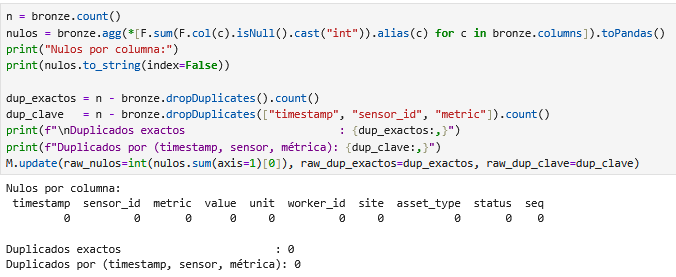 n = bronze.count()
nulos = bronze.agg(*[F.sum(F.col(c).isNull().cast("int")).alias(c) for c in bronze.columns]).toPandas()
print("Nulos por columna:")
print(nulos.to_string(index=False))

dup_exactos = n - bronze.dropDuplicates().count()
dup_clave   = n - bronze.dropDuplicates(["timestamp", "sensor_id", "metric"]).count()
print(f"\nDuplicados exactos                         : {dup_exactos:,}")
print(f"Duplicados por (timestamp, sensor, métrica): {dup_clave:,}")
M.update(raw_nulos=int(nulos.sum(axis=1)[0]), raw_dup_exactos=dup_exactos, raw_dup_clave=dup_clave)
Nulos por columna:
 timestamp  sensor_id  metric  value  unit  worker_id  site  asset_type  status  seq
         0          0       0      0     0          0     0           0       0    0

Duplicados exactos                         : 0
Duplicados por (timestamp, sensor, métrica): 0